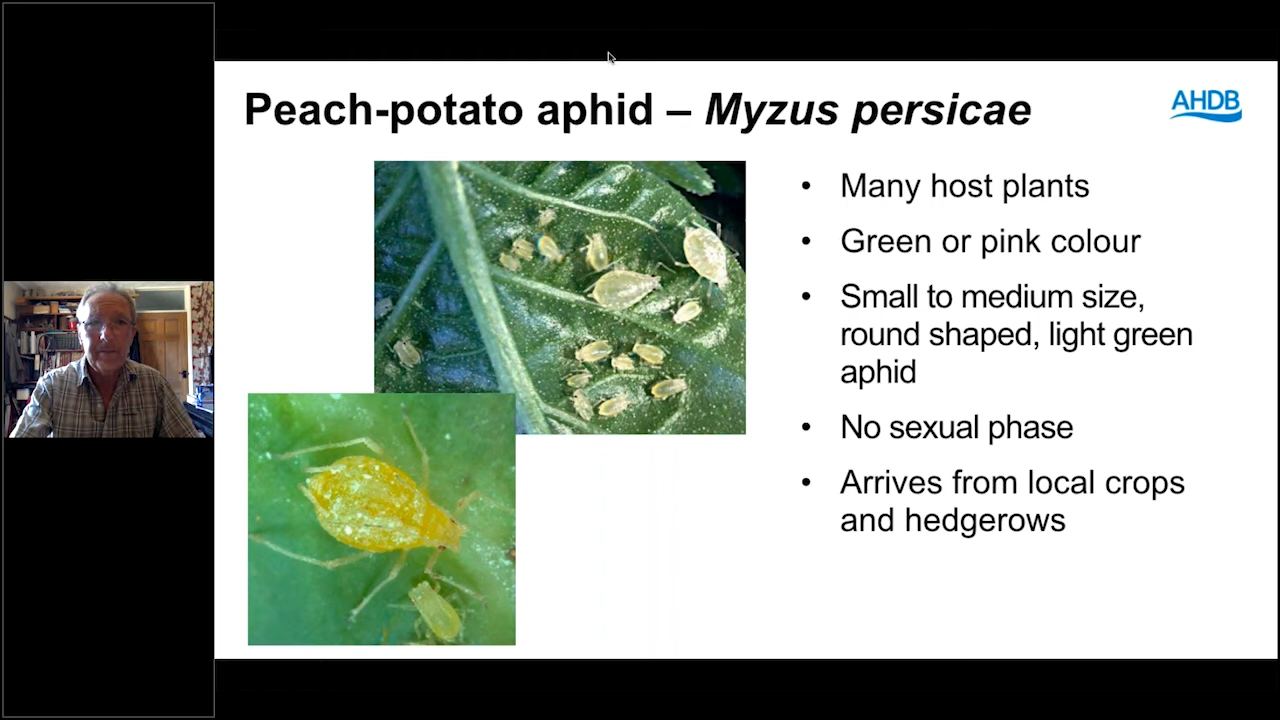 Peach-potato aphid – Myzus persicae
AHDB
• Many host plants
• Green or pink colour
• Small to medium size,
round shaped, light green
aphid
• No sexual phase
• Arrives from local crops
and hedgerows